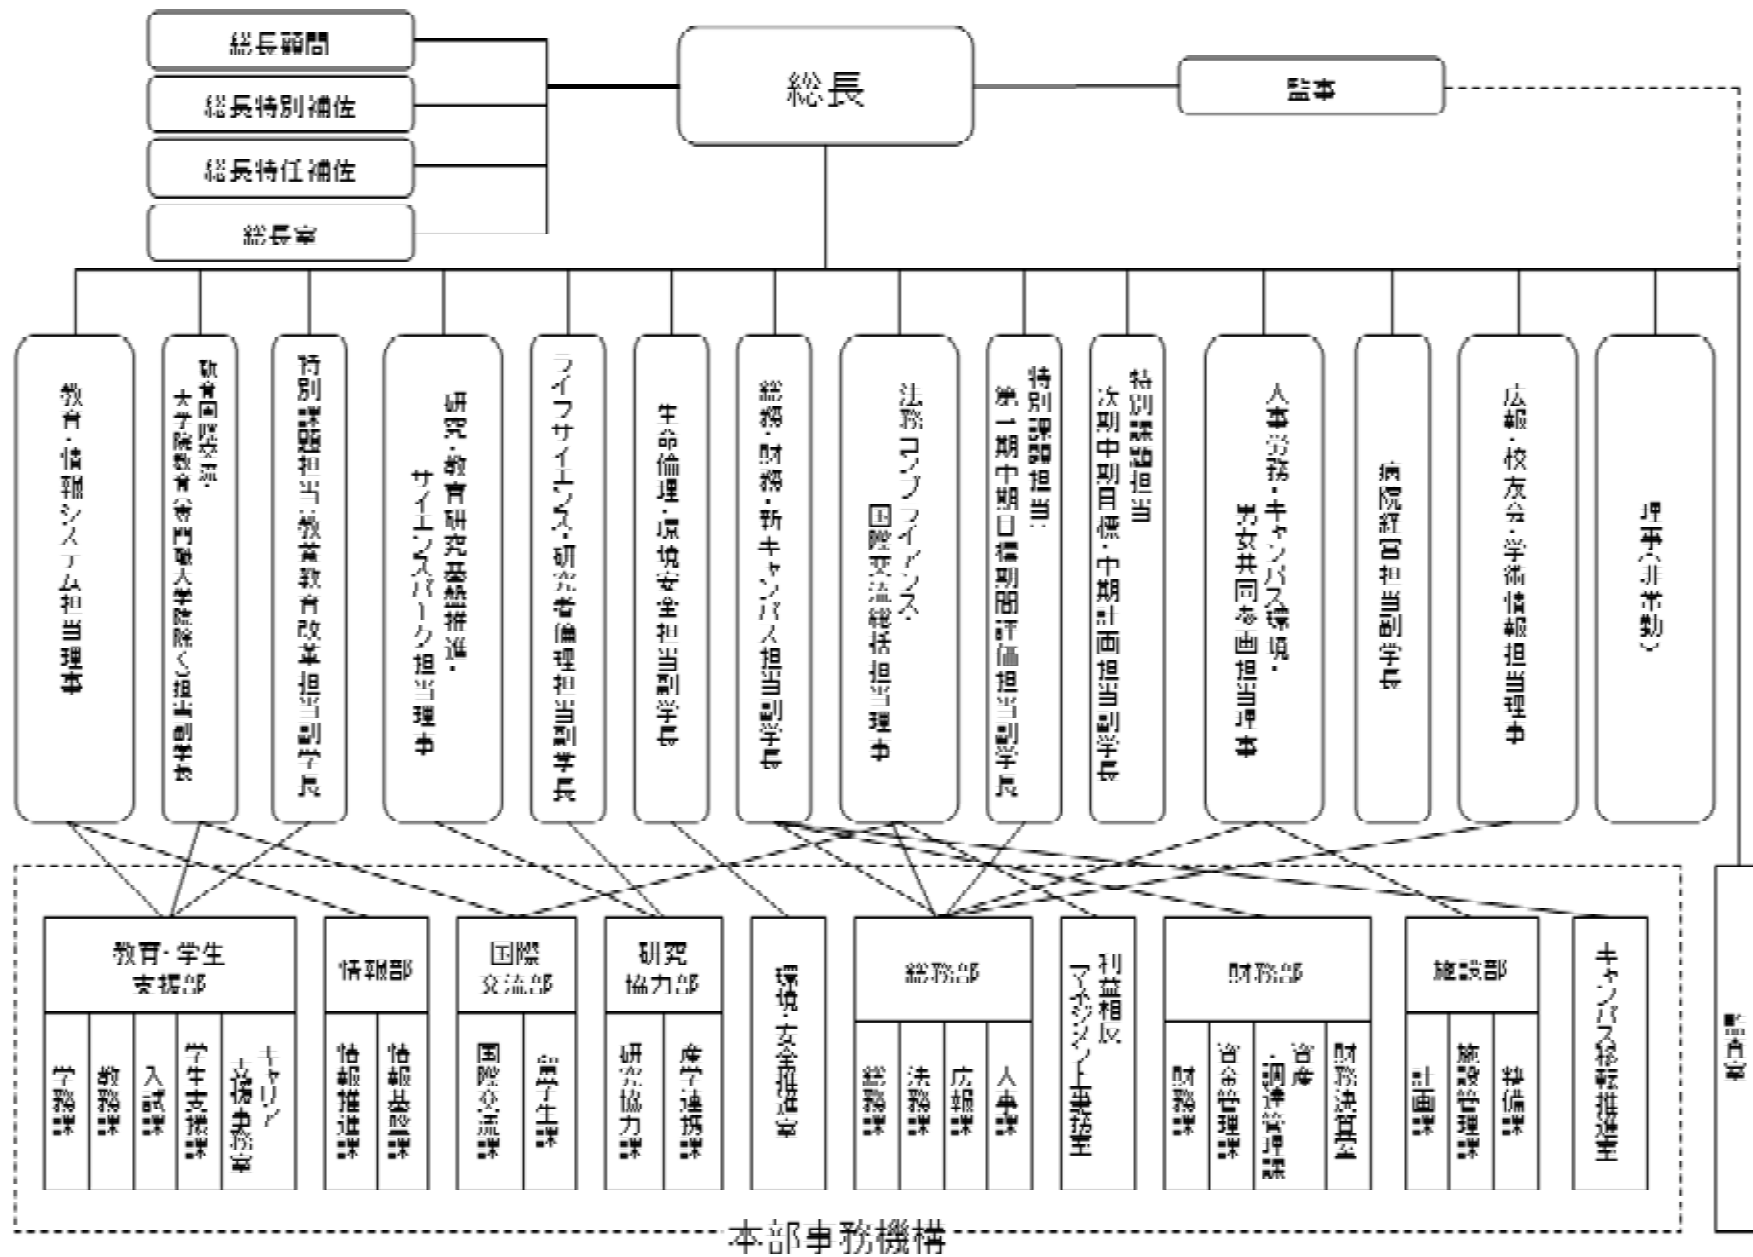 総長顧問
総長特別補佐
総長特任補佐
総長室
総長
監事
教育・情報システム担当理事
教育国際交流・
大学院教育(専門職大学院除く)担当副学長
特別課題担当:教養教育改革担当副学長
研究・教育研究基盤推進・
サイエンスパーク担当理事
ライフサイエンス・研究者倫理担当副学長
生命倫理・環境安全担当副学長
総務・財務・新キャンパス担当副学長
法務コンプライアンス・
国際交流総括担当理事
特別課題担当:
第一期中期目標期間評価担当副学長
特別課題担当
次期中期目標・中期計画担当副学長
人事労務・キャンパス環境・
男女共同参画担当理事
病院経営担当副学長
広報・校友会・学術情報担当理事
理事(非常勤)
教育・学生
支援部
学務課
教務課
入試課
学生支援課
キャリア
支援事務室
情報部
情報推進課
情報基盤課
国際
交流部
国際交流課
留学生課
研究
協力部
研究協力課
産学連携課
環境・安全推進室
総務部
総務課
法務課
広報課
人事課
利益相反
マネジメント事務室
財務部
財務課
資金管理課
資産
・調達管理課
財務決算室
施設部
計画課
施設管理課
整備課
キャンパス移転推進室
監査室
本部事務機構